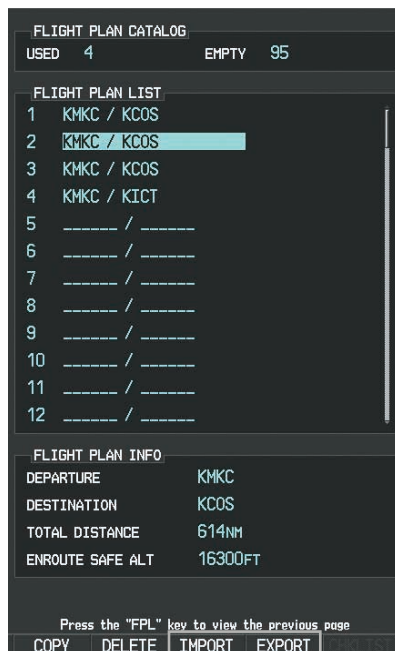 FLIGHT PLAN CATALOG
USED 4 EMPTY 95
FLIGHT PLAN LIST
1 KMKC / KCOS
2 KMKC / KCOS
3 KMKC / KCOS
4 KMKC / KICT
5 ______ / ______
6 ______ / ______
7 ______ / ______
8 ______ / ______
9 ______ / ______
10 ______ / ______
11 ______ / ______
12 ______ / ______
FLIGHT PLAN INFO
DEPARTURE KMKC
DESTINATION KCOS
TOTAL DISTANCE 614NM
ENROUTE SAFE ALT 16300FT
Press the "FPL" key to view the previous page
COPY DELETE IMPORT EXPORT CHKLIST